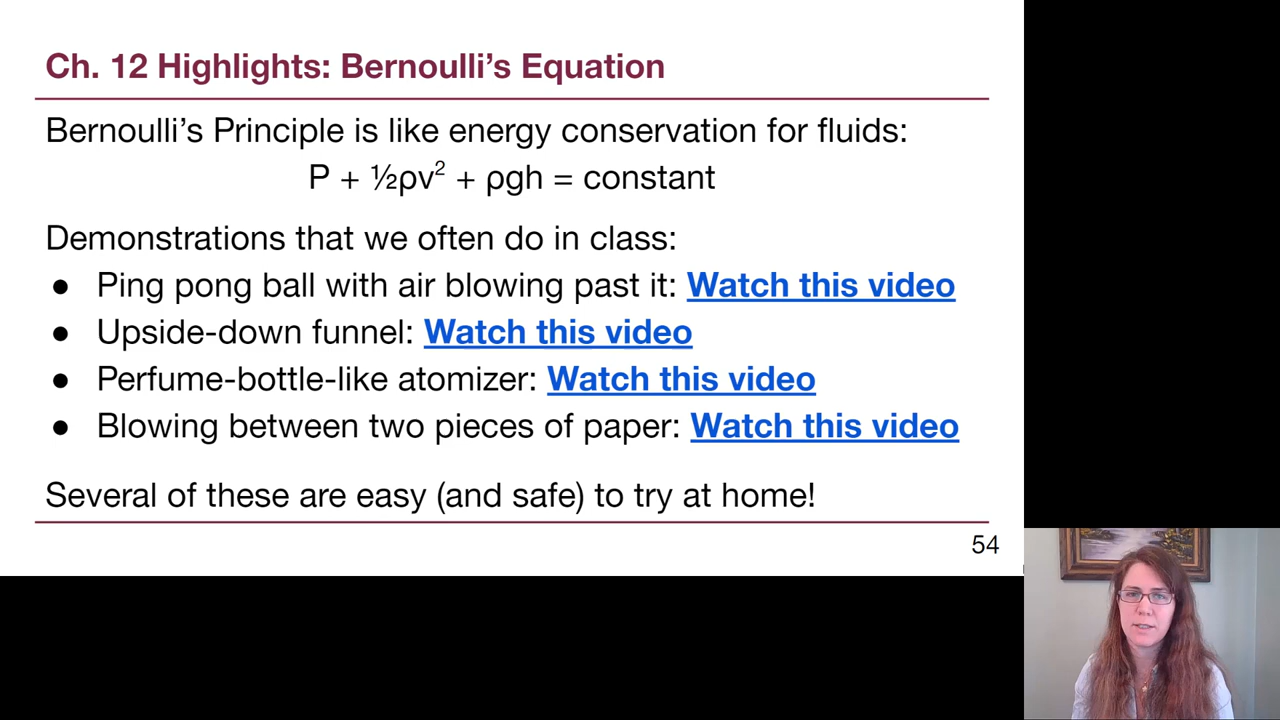 Ch. 12 Highlights: Bernoulli’s Equation
Bernoulli’s Principle is like energy conservation for fluids:
P + ½ρv² + ρgh = constant
Demonstrations that we often do in class:
● Ping pong ball with air blowing past it: Watch this video
● Upside-down funnel: Watch this video
● Perfume-bottle-like atomizer: Watch this video
● Blowing between two pieces of paper: Watch this video
Several of these are easy (and safe) to try at home!
54